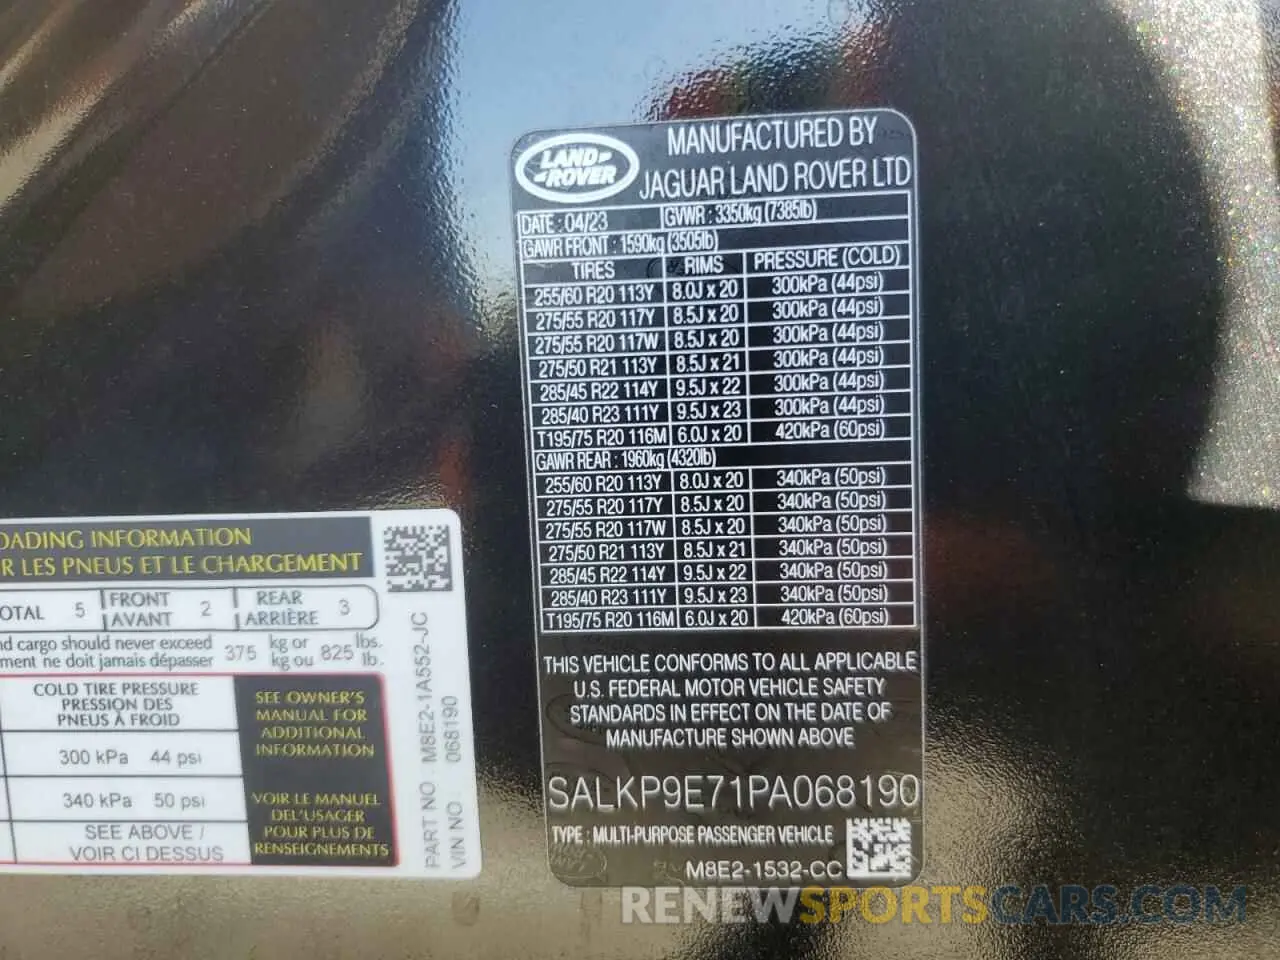 LAND
ROVER
MANUFACTURED BY
JAGUAR LAND ROVER LTD
DATE : 04/23 GVWR : 3350kg (7385lb)
GAWR FRONT : 1590kg (3505lb)
TIRES RIMS PRESSURE (COLD)
255/60 R20 113Y 8.0J x 20 300kPa (44psi)
275/55 R20 117Y 8.5J x 20 300kPa (44psi)
275/55 R20 117W 8.5J x 20 300kPa (44psi)
275/50 R21 113Y 8.5J x 21 300kPa (44psi)
285/45 R22 114Y 9.5J x 22 300kPa (44psi)
285/40 R23 111Y 9.5J x 23 300kPa (44psi)
T195/75 R20 116M 6.0J x 20 420kPa (60psi)
GAWR REAR : 1960kg (4320lb)
255/60 R20 113Y 8.0J x 20 340kPa (50psi)
275/55 R20 117Y 8.5J x 20 340kPa (50psi)
275/55 R20 117W 8.5J x 20 340kPa (50psi)
275/50 R21 113Y 8.5J x 21 340kPa (50psi)
285/45 R22 114Y 9.5J x 22 340kPa (50psi)
285/40 R23 111Y 9.5J x 23 340kPa (50psi)
T195/75 R20 116M 6.0J x 20 420kPa (60psi)
THIS VEHICLE CONFORMS TO ALL APPLICABLE
U.S. FEDERAL MOTOR VEHICLE SAFETY
STANDARDS IN EFFECT ON THE DATE OF
MANUFACTURE SHOWN ABOVE
SALKP9E71PA068190
TYPE : MULTI-PURPOSE PASSENGER VEHICLE
M8E2-1532-CC
OADING INFORMATION
R LES PNEUS ET LE CHARGEMENT
OTAL 5 FRONT AVANT 2 REAR ARRIÈRE 3
nd cargo should never exceed
ment ne doit jamais dépasser
375 kg or kg ou 825 lbs. lb.
COLD TIRE PRESSURE
PRESSION DES
PNEUS À FROID
300 kPa 44 psi
340 kPa 50 psi
SEE ABOVE /
VOIR CI DESSUS
SEE OWNER'S
MANUAL FOR
ADDITIONAL
INFORMATION
VOIR LE MANUEL
DEL'USAGER
POUR PLUS DE
RENSEIGNEMENTS
PART NO . M8E2-1A552-JC
VIN NO . 068190
RENEWSPORTSCARS.COM